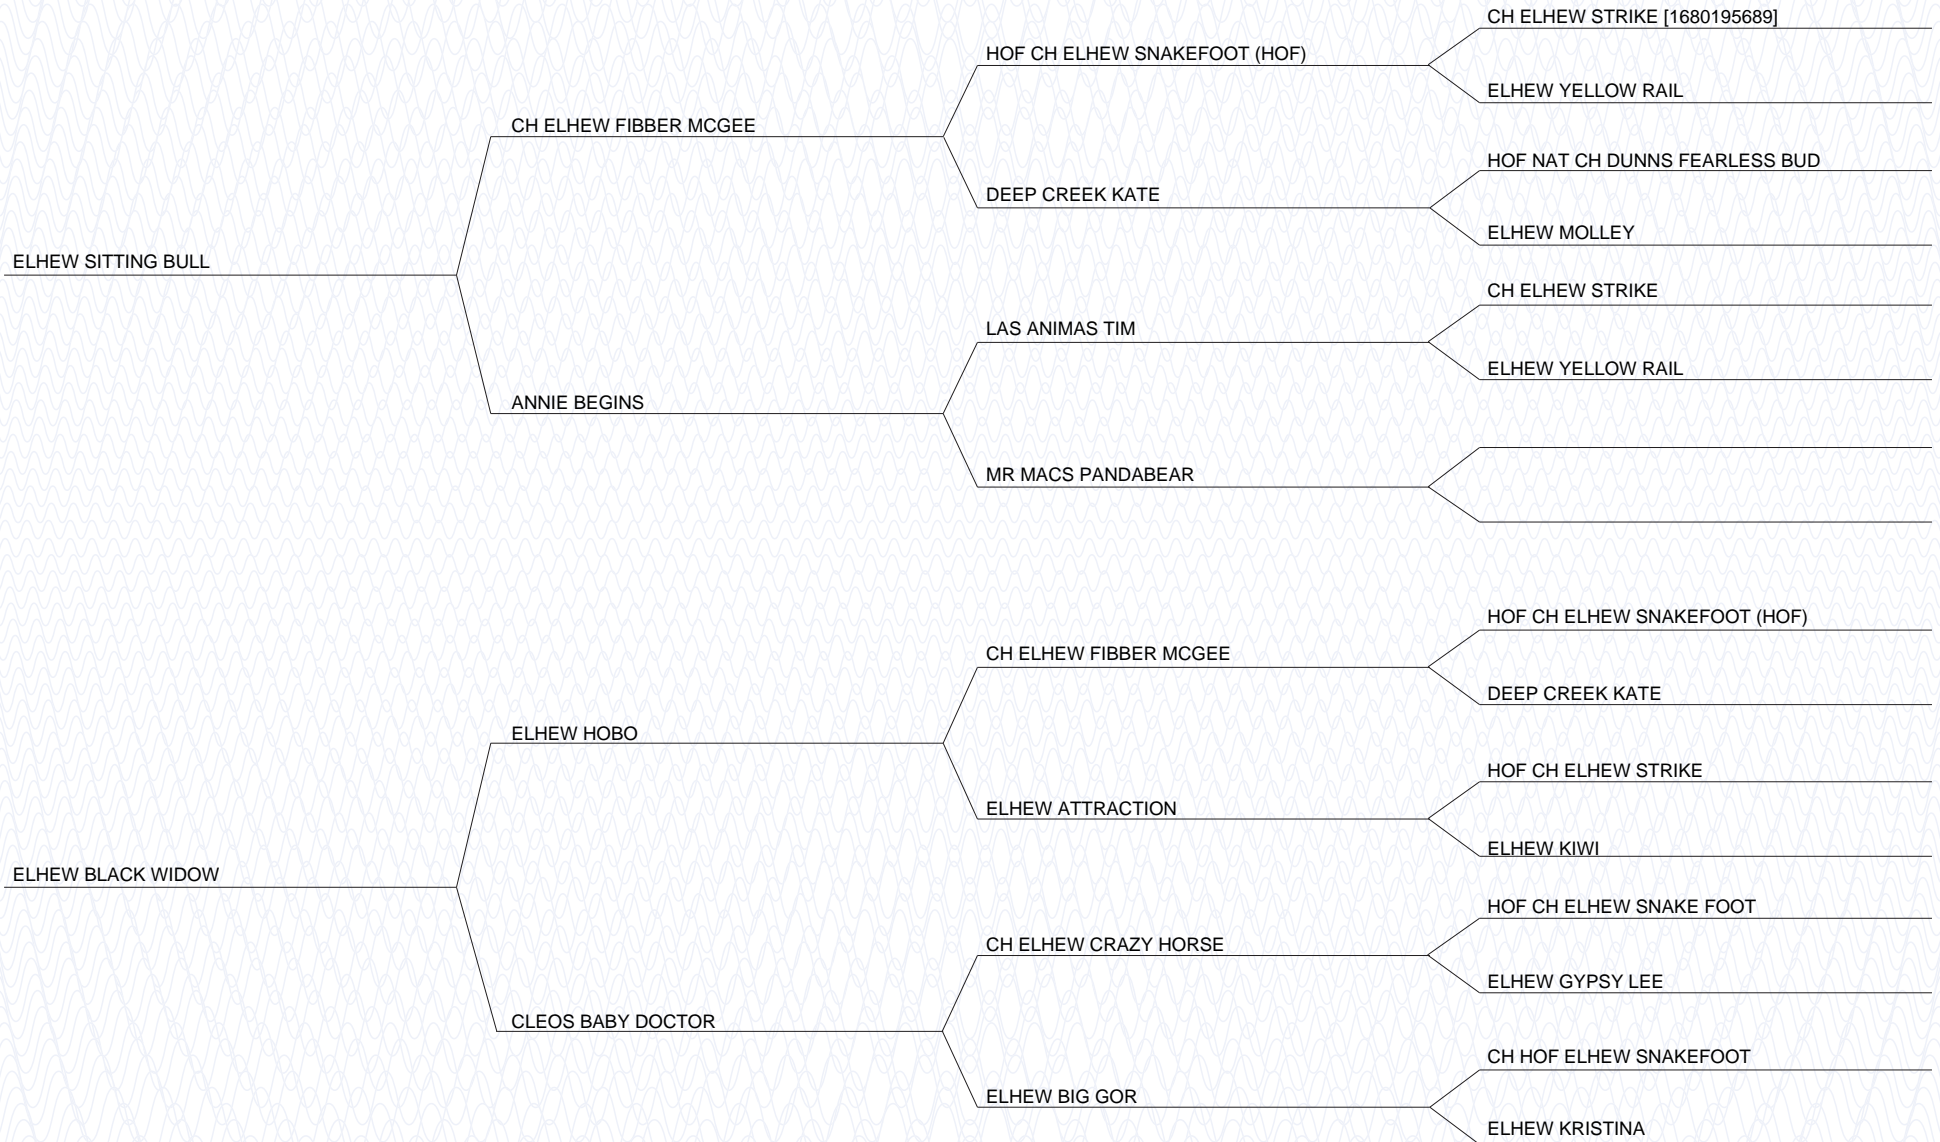 CH ELHEW STRIKE [1680195689]
HOF CH ELHEW SNAKEFOOT (HOF)
ELHEW YELLOW RAIL
CH ELHEW FIBBER MCGEE
HOF NAT CH DUNNS FEARLESS BUD
DEEP CREEK KATE
ELHEW MOLLEY
ELHEW SITTING BULL
CH ELHEW STRIKE
LAS ANIMAS TIM
ELHEW YELLOW RAIL
ANNIE BEGINS
MR MACS PANDABEAR
HOF CH ELHEW SNAKEFOOT (HOF)
CH ELHEW FIBBER MCGEE
DEEP CREEK KATE
ELHEW HOBO
HOF CH ELHEW STRIKE
ELHEW ATTRACTION
ELHEW KIWI
ELHEW BLACK WIDOW
HOF CH ELHEW SNAKE FOOT
CH ELHEW CRAZY HORSE
ELHEW GYPSY LEE
CLEOS BABY DOCTOR
CH HOF ELHEW SNAKEFOOT
ELHEW BIG GOR
ELHEW KRISTINA